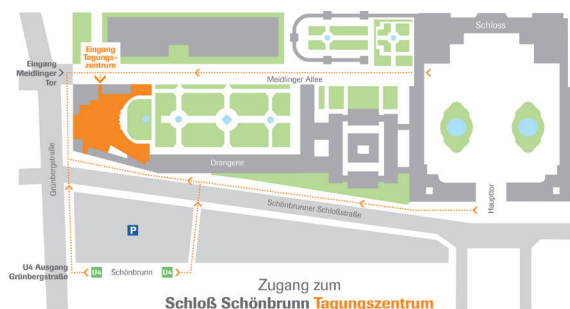 Schloss
Eingang
Tagungs-
zentrum
Eingang
Meidlinger
Tor
Meidlinger Allee
Orangerie
Grünbergstraße
Schönbrunner Schloßstraße
Haupttor
P
U4 Ausgang
Grünbergstraße
U4 Schönbrunn U4
Zugang zum
Schloß Schönbrunn Tagungszentrum